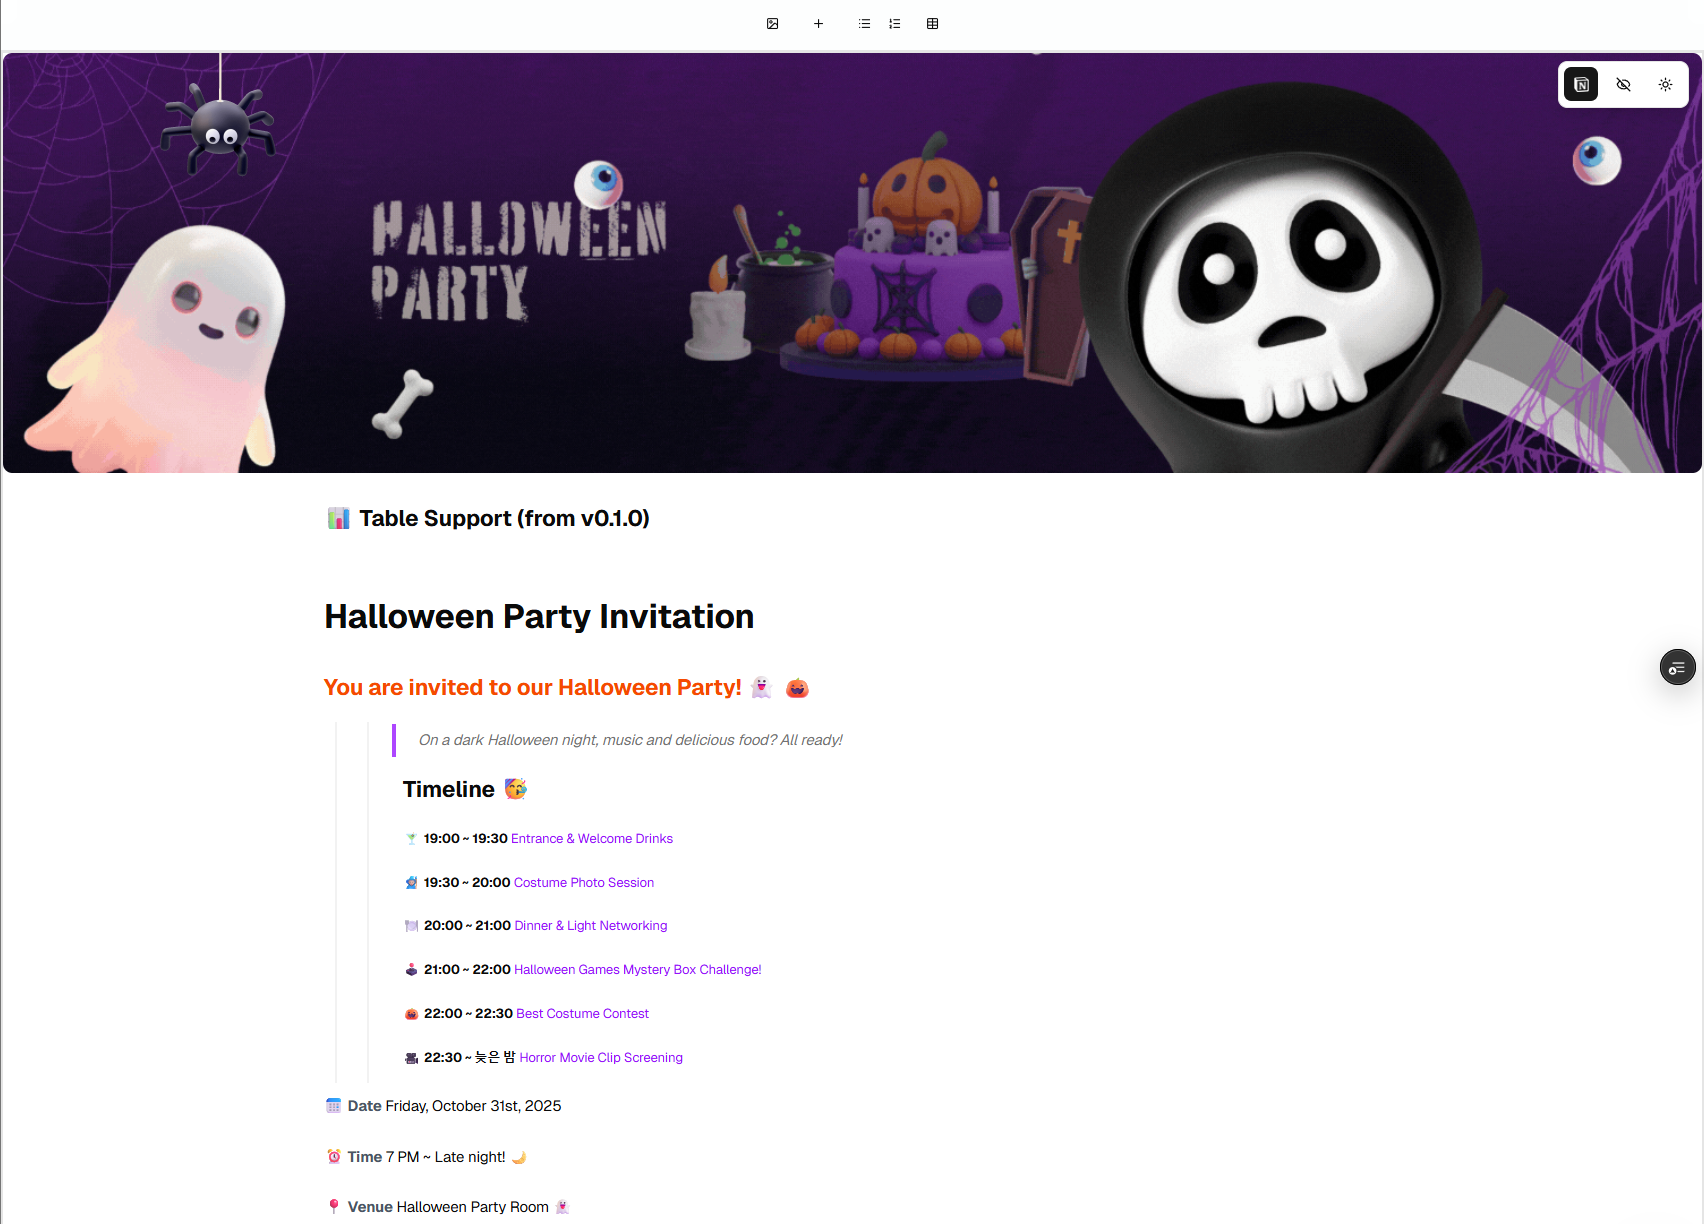 HALLOWEEN
PARTY
Table Support (from v0.1.0)
Halloween Party Invitation
You are invited to our Halloween Party! 👻 🎃
On a dark Halloween night, music and delicious food? All ready!
Timeline 🥳
🍸 19:00 ~ 19:30 Entrance & Welcome Drinks
19:30 ~ 20:00 Costume Photo Session
🍽️ 20:00 ~ 21:00 Dinner & Light Networking
🕹️ 21:00 ~ 22:00 Halloween Games Mystery Box Challenge!
🎃 22:00 ~ 22:30 Best Costume Contest
🎥 22:30 ~ 늦은 밤 Horror Movie Clip Screening
Date Friday, October 31st, 2025
⏰ Time 7 PM ~ Late night! 🌙
📍 Venue Halloween Party Room 👻